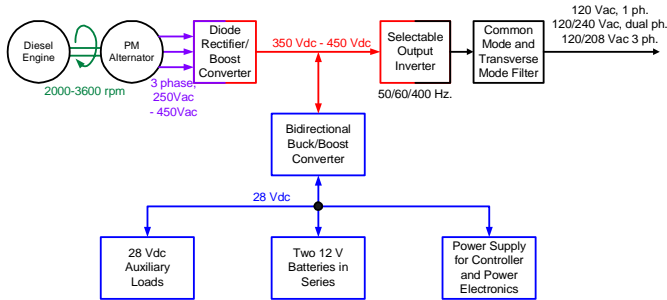 Diesel
Engine
PM
Alternator
2000-3600 rpm
3 phase,
250Vac
- 450Vac
Diode
Rectifier/
Boost
Converter
350 Vdc - 450 Vdc
Selectable
Output
Inverter
50/60/400 Hz.
Common
Mode and
Transverse
Mode Filter
120 Vac, 1 ph.
120/240 Vac, dual ph.
120/208 Vac 3 ph.
Bidirectional
Buck/Boost
Converter
28 Vdc
28 Vdc
Auxiliary
Loads
Two 12 V
Batteries in
Series
Power Supply
for Controller
and Power
Electronics